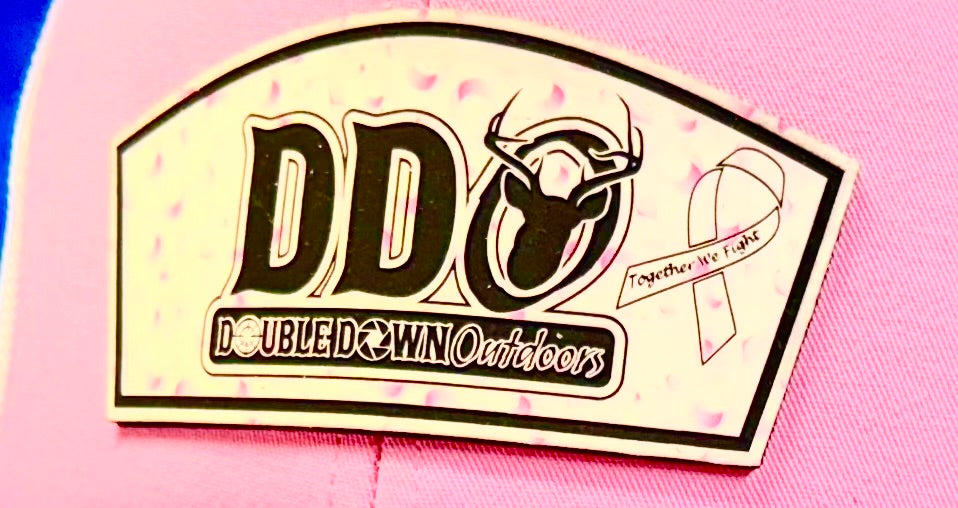 DDO
DOUBLE DOWN Outdoors
Together We Fight